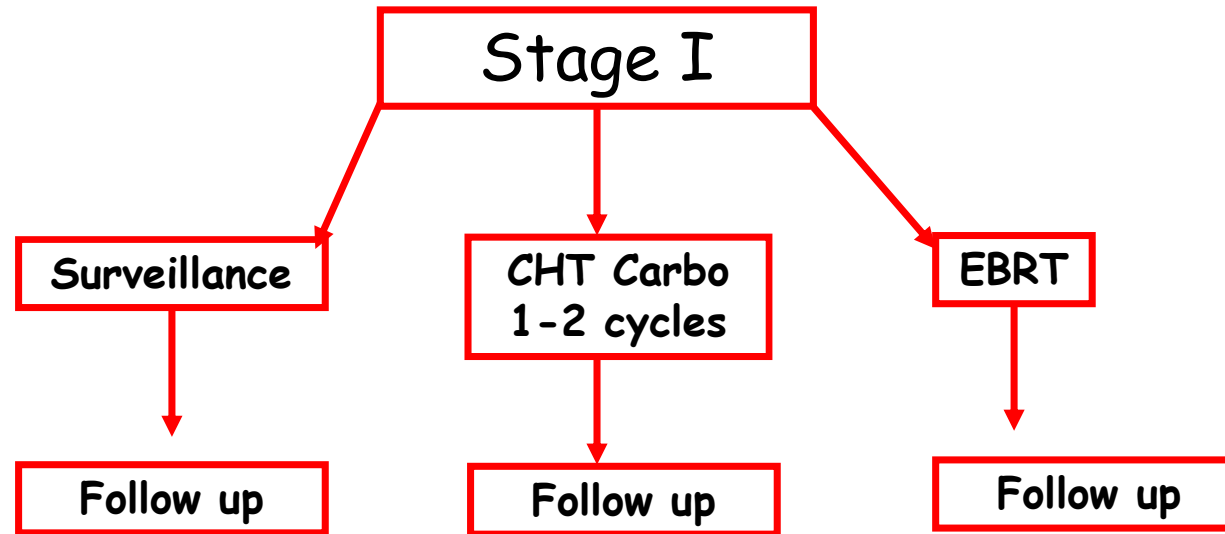 Stage I
Surveillance
CHT Carbo
1-2 cycles
EBRT
Follow up
Follow up
Follow up